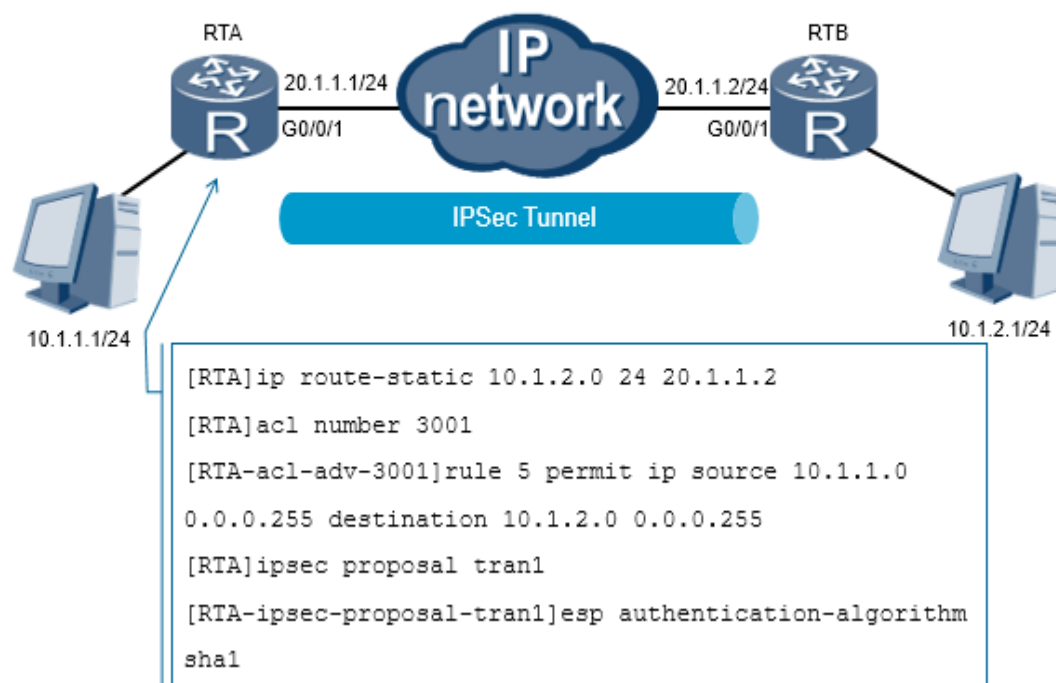 RTA
RTB
IP
network
20.1.1.1/24
20.1.1.2/24
G0/0/1
G0/0/1
R
R
IPSec Tunnel
10.1.1.1/24
10.1.2.1/24
[RTA]ip route-static 10.1.2.0 24 20.1.1.2
[RTA]acl number 3001
[RTA-acl-adv-3001]rule 5 permit ip source 10.1.1.0
0.0.0.255 destination 10.1.2.0 0.0.0.255
[RTA]ipsec proposal tran1
[RTA-ipsec-proposal-tran1]esp authentication-algorithm
sha1